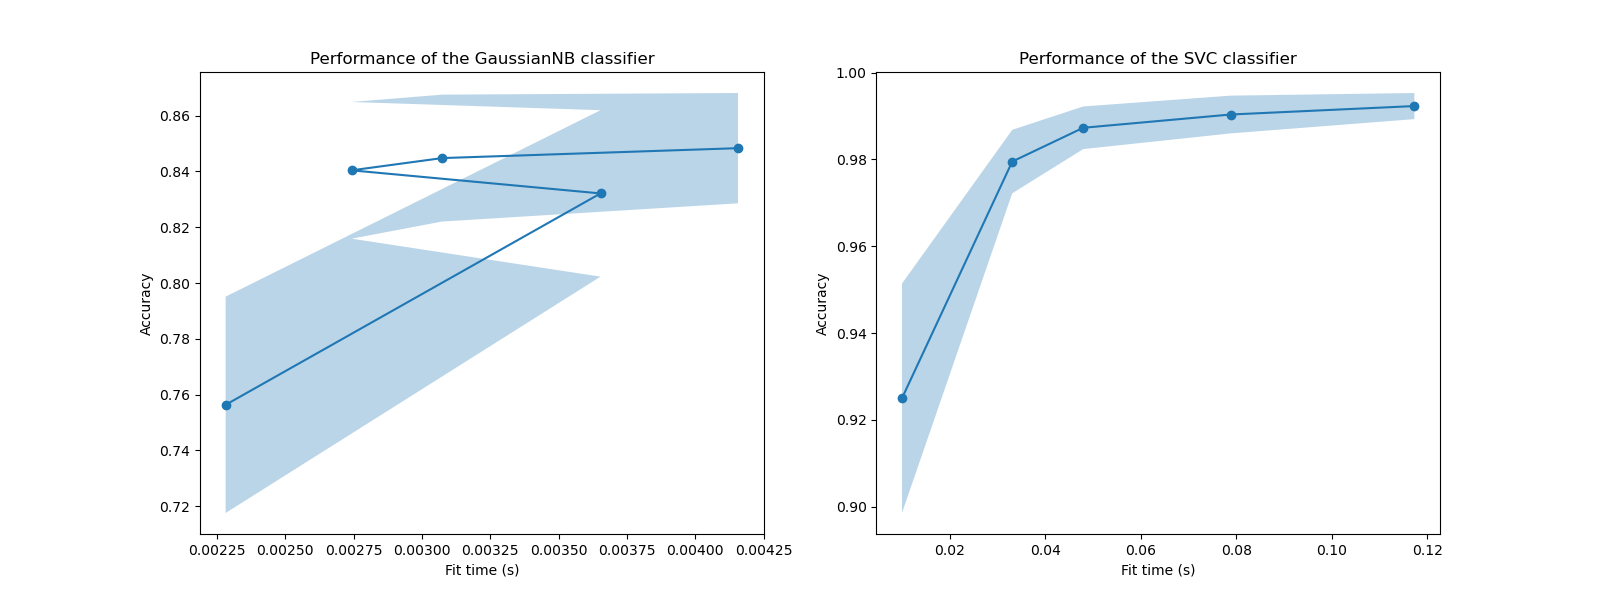 Performance of the GaussianNB classifier
Accuracy
0.86
0.84
0.82
0.80
0.78
0.76
0.74
0.72
0.00225 0.00250 0.00275 0.00300 0.00325 0.00350 0.00375 0.00400 0.00425
Fit time (s)
Performance of the SVC classifier
Accuracy
1.00
0.98
0.96
0.94
0.92
0.90
0.02 0.04 0.06 0.08 0.10 0.12
Fit time (s)